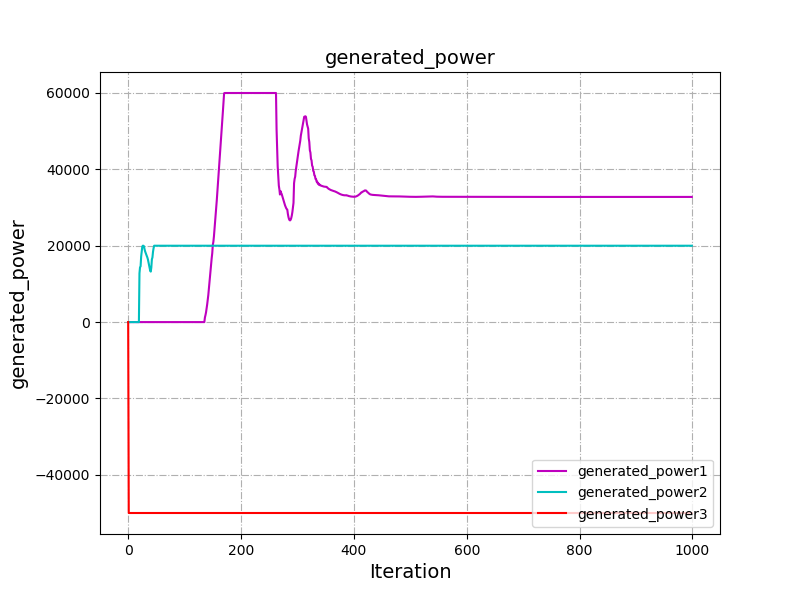 generated_power
60000
40000
20000
0
−20000
−40000
generated_power
0
200
400
600
800
1000
Iteration
generated_power1
generated_power2
generated_power3